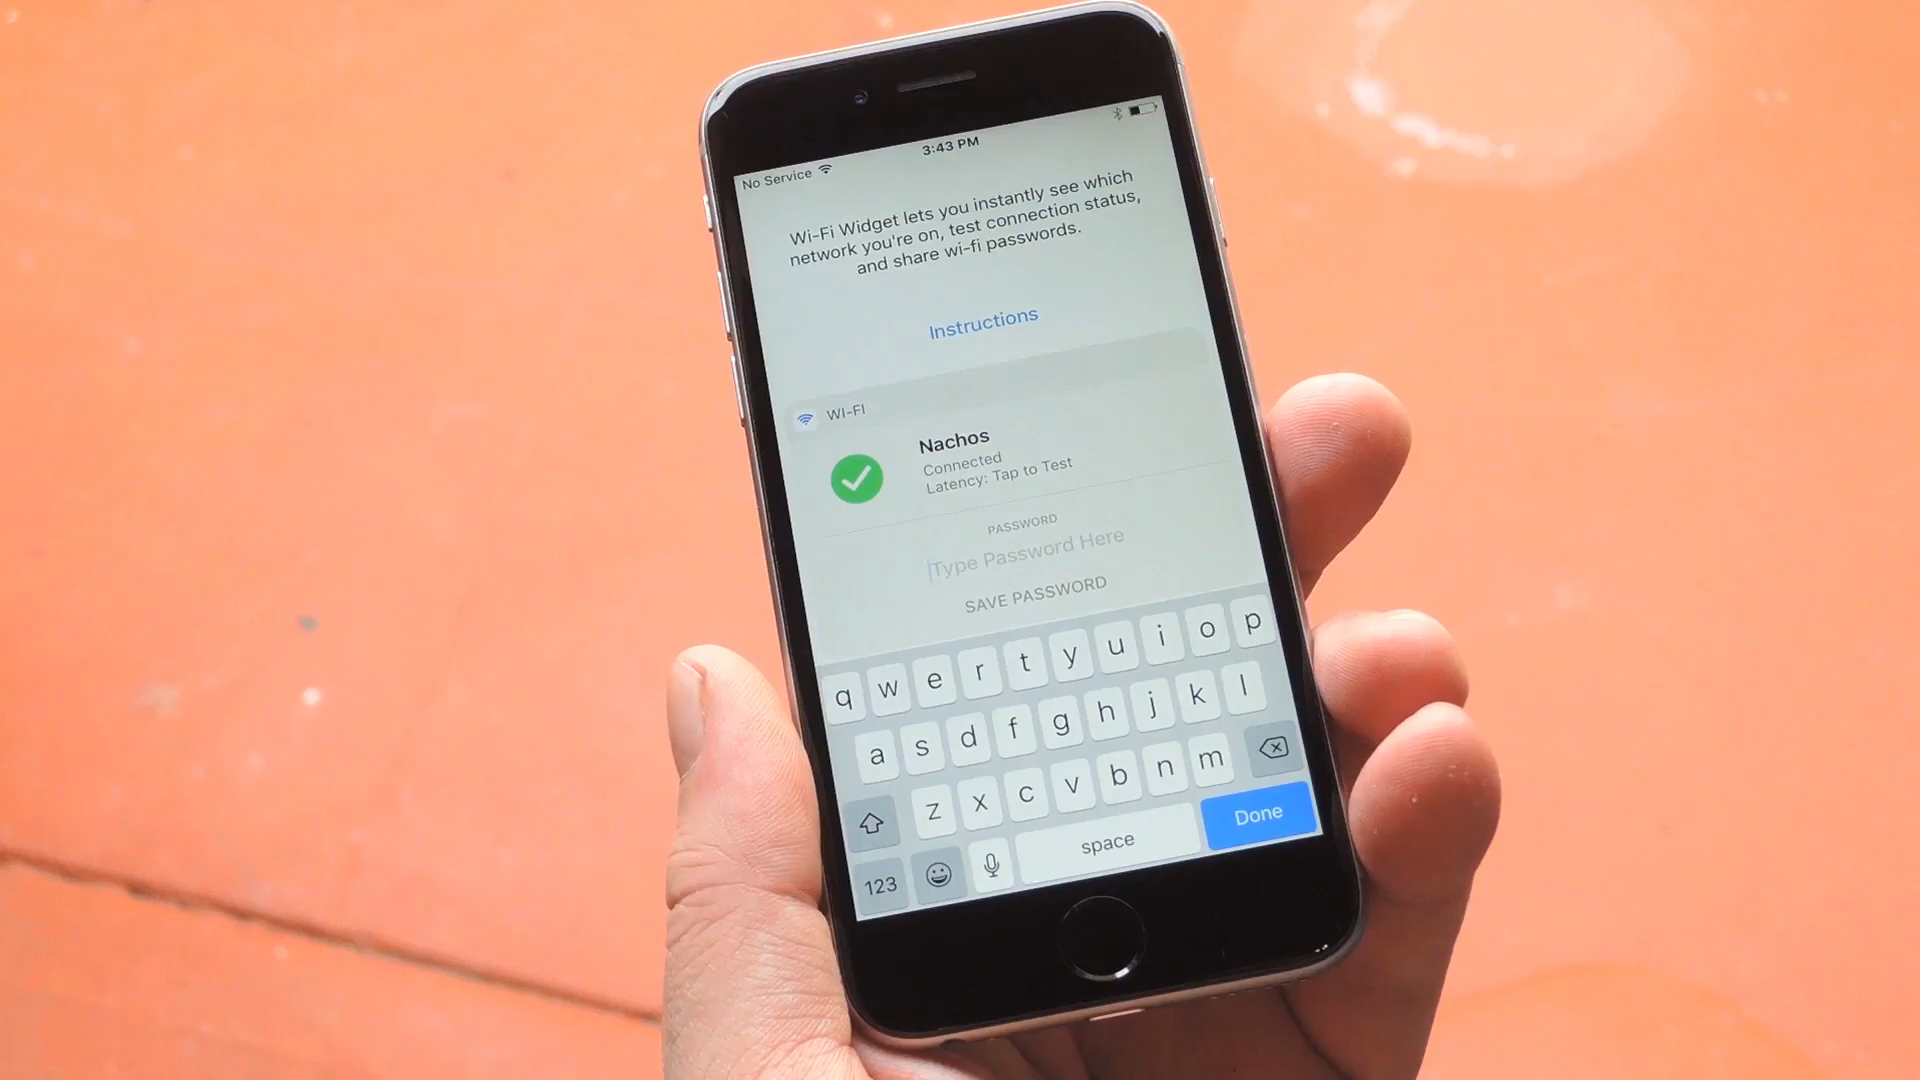 3:43 PM
No Service
Wi-Fi Widget lets you instantly see which
network you're on, test connection status,
and share wi-fi passwords.
Instructions
WI-FI
Nachos
Connected
Latency: Tap to Test
PASSWORD
Type Password Here
SAVE PASSWORD
q w e r t y u i o p
a s d f g h j k l
z x c v b n m
123 space Done